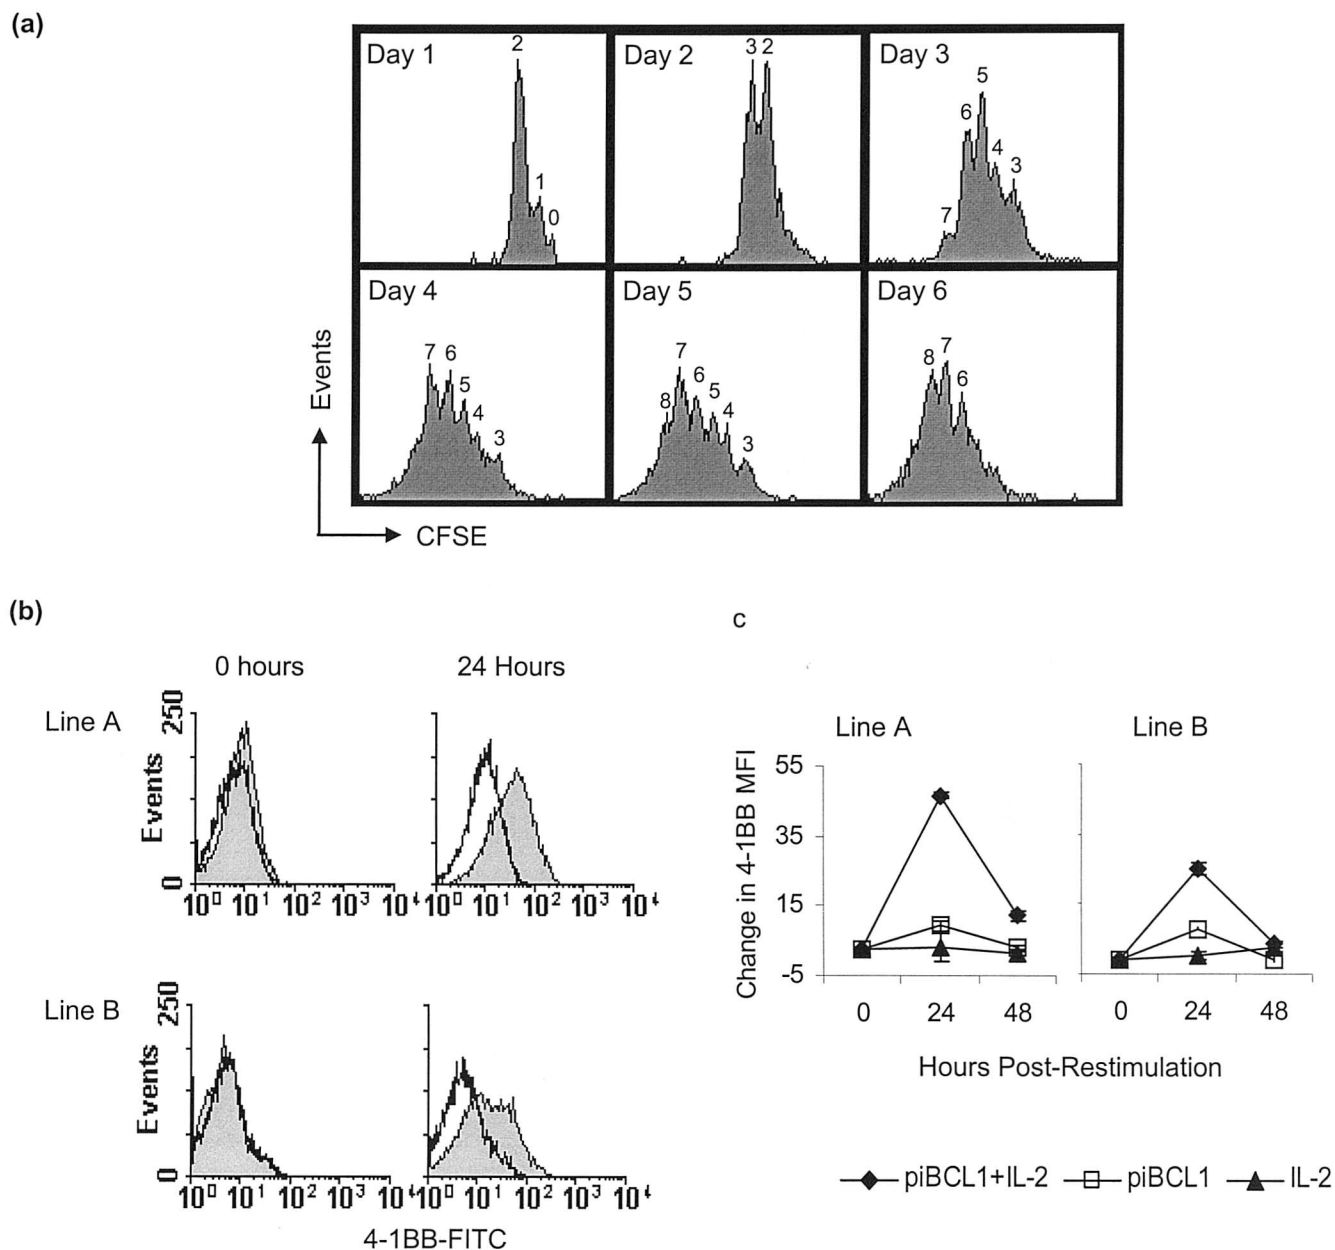 (a)
Day 1
2
1
0
Day 2
3 2
Day 3
5
6
4
3
7
Day 4
7 6
5
4
3
Day 5
7
6
8
5
4
3
Day 6
7
8
6
Events
CFSE
(b)
0 hours
24 Hours
Line A
Events
250
0
10⁰ 10¹ 10² 10³ 10⁴
10⁰ 10¹ 10² 10³ 10⁴
Line B
Events
250
0
10⁰ 10¹ 10² 10³ 10⁴
10⁰ 10¹ 10² 10³ 10⁴
4-1BB-FITC
c
Line A
Line B
Change in 4-1BB MFI
55
35
15
-5
0 24 48
0 24 48
Hours Post-Restimulation
piBCL1+IL-2 piBCL1 IL-2